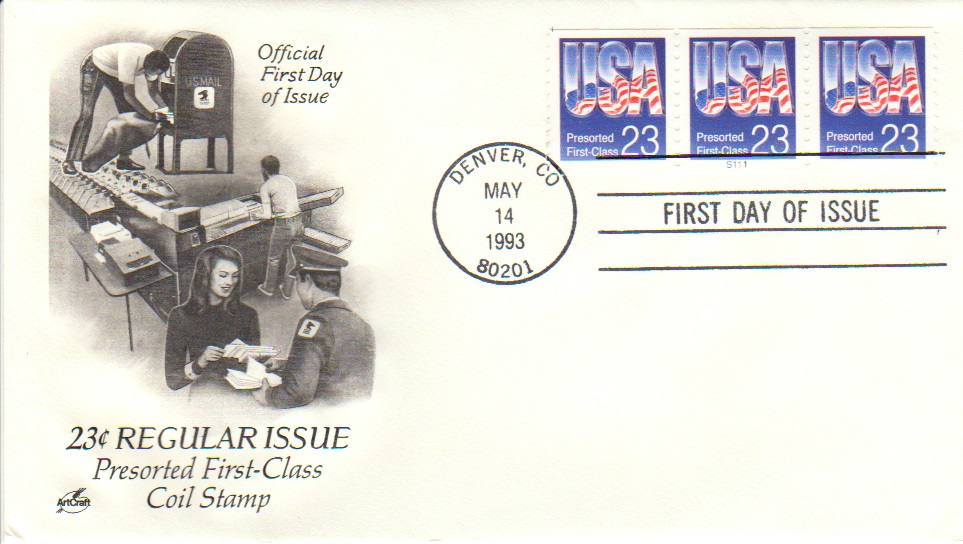 Official
First Day
of Issue
U.S. MAIL
USA
Presorted
First-Class 23
USA
Presorted
First-Class 23
USA
Presorted
First-Class 23
S111
DENVER, CO
MAY
14
1993
80201
FIRST DAY OF ISSUE
23¢ REGULAR ISSUE
Presorted First-Class
Coil Stamp
ArtCraft